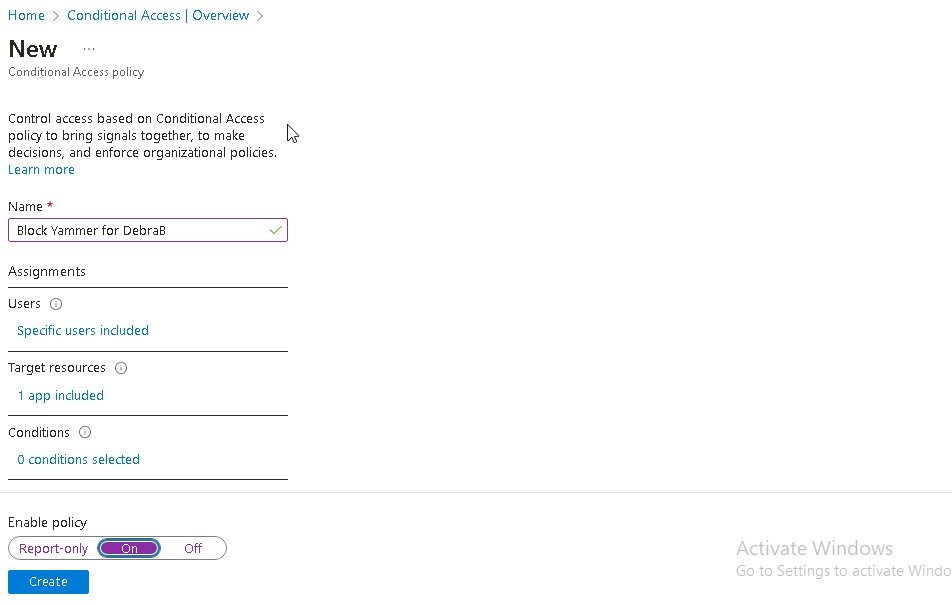 Home > Conditional Access | Overview >
New ...
Conditional Access policy
Control access based on Conditional Access
policy to bring signals together, to make
decisions, and enforce organizational policies.
Learn more
Name *
Block Yammer for DebraB
Assignments
Users
Specific users included
Target resources
1 app included
Conditions
0 conditions selected
Enable policy
Report-only On Off
Create
Activate Windows
Go to Settings to activate Windo